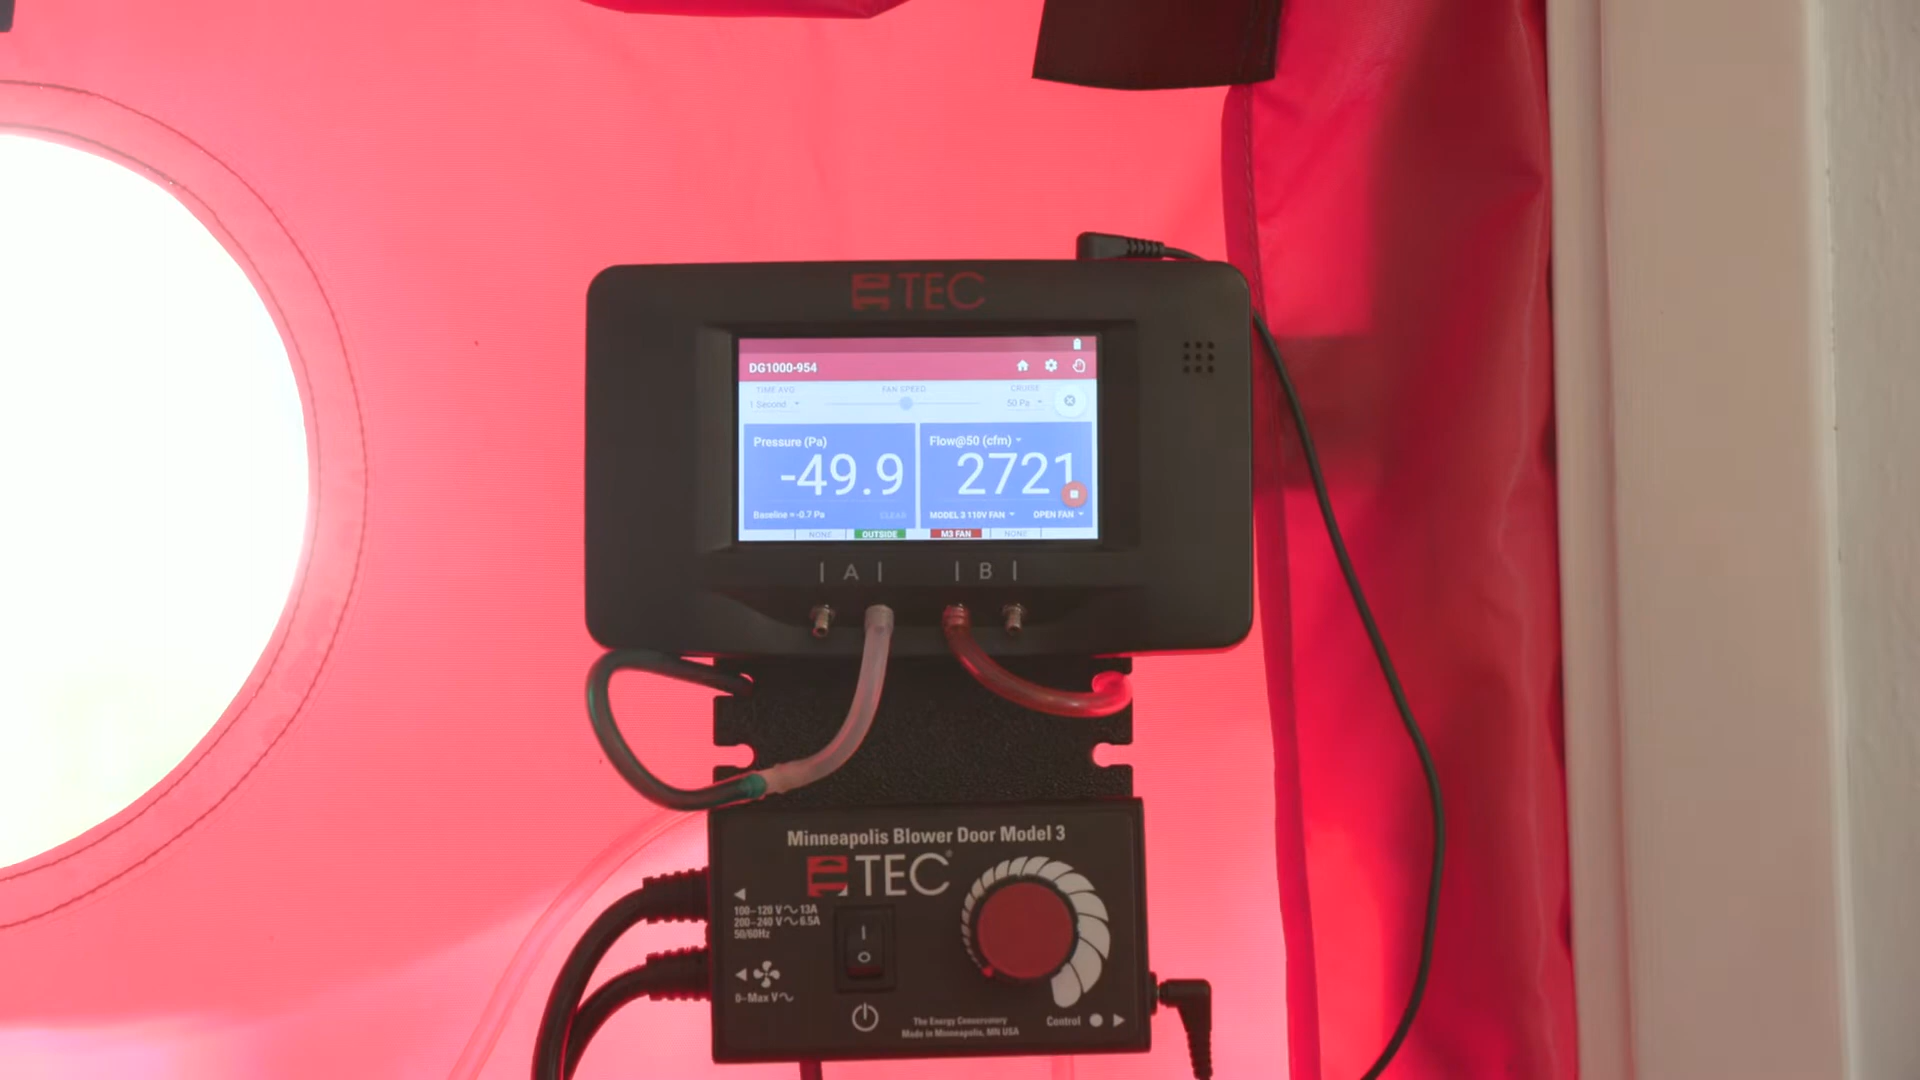 TEC
DG1000-954
TIME AVG
FAN SPEED
CRUISE
1 Second
50 Pa
Pressure (Pa)
Flow@50 (cfm)
-49.9
2721
Baseline = -0.7 Pa
CLEAR
MODEL 3 110V FAN
OPEN FAN
NONE
OUTSIDE
M3 FAN
NONE
A
B
Minneapolis Blower Door Model 3
TEC
100-120 V~13A
200-240 V~6.5A
50/60Hz
I
O
0-Max V~
The Energy Conservatory
Made in Minneapolis, MN USA
Control